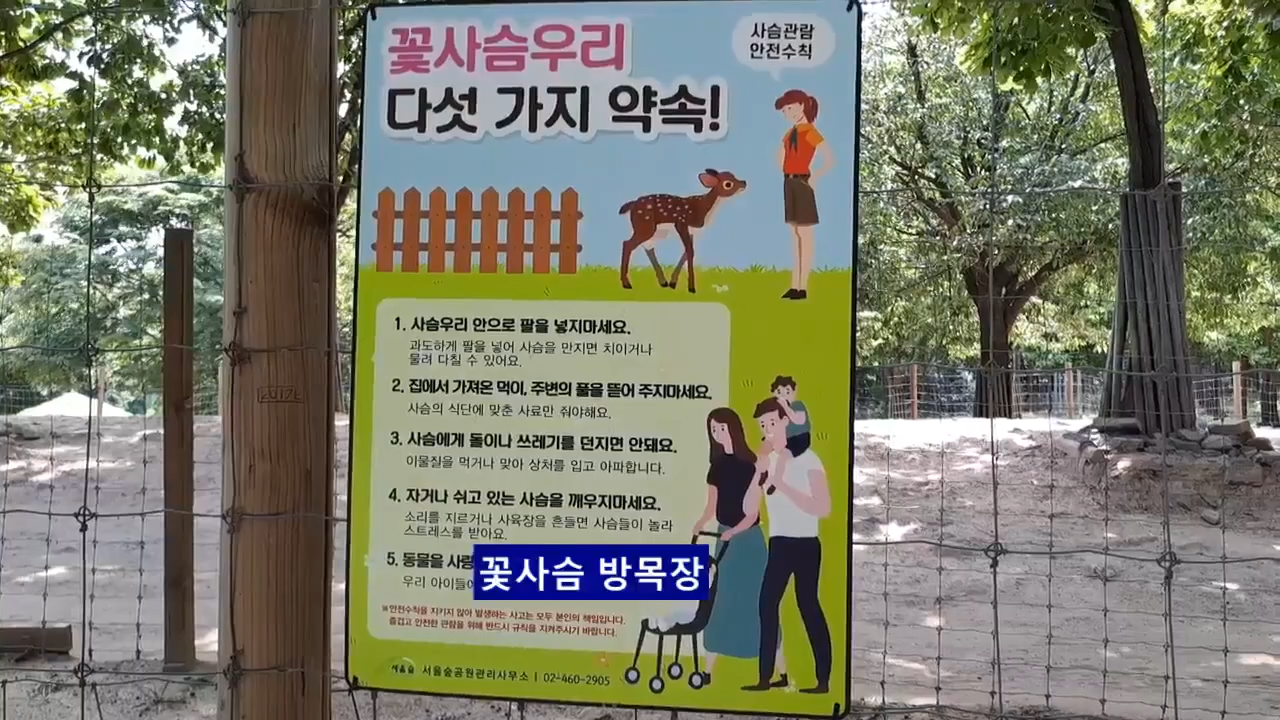 꽃사슴우리
다섯 가지 약속!
사슴관람
안전수칙
1. 사슴우리 안으로 팔을 넣지마세요.
과도하게 팔을 넣어 사슴을 만지면 치이거나
물려 다칠 수 있어요.
2. 집에서 가져온 먹이, 주변의 풀을 뜯어 주지마세요.
사슴의 식단에 맞춘 사료만 줘야해요.
3. 사슴에게 돌이나 쓰레기를 던지면 안돼요.
이물질을 먹거나 맞아 상처를 입고 아파합니다.
4. 자거나 쉬고 있는 사슴을 깨우지마세요.
소리를 지르거나 사육장을 흔들면 사슴들이 놀라
스트레스를 받아요.
5. 동물을 사랑
우리 아이들
꽃사슴 방목장
※안전수칙을 지키지 않아 발생하는 사고는 모두 본인의 책임입니다.
즐겁고 안전한 관람을 위해 반드시 규칙을 지켜주시기 바랍니다.
서울숲 서울숲공원관리사무소 | 02-460-2905